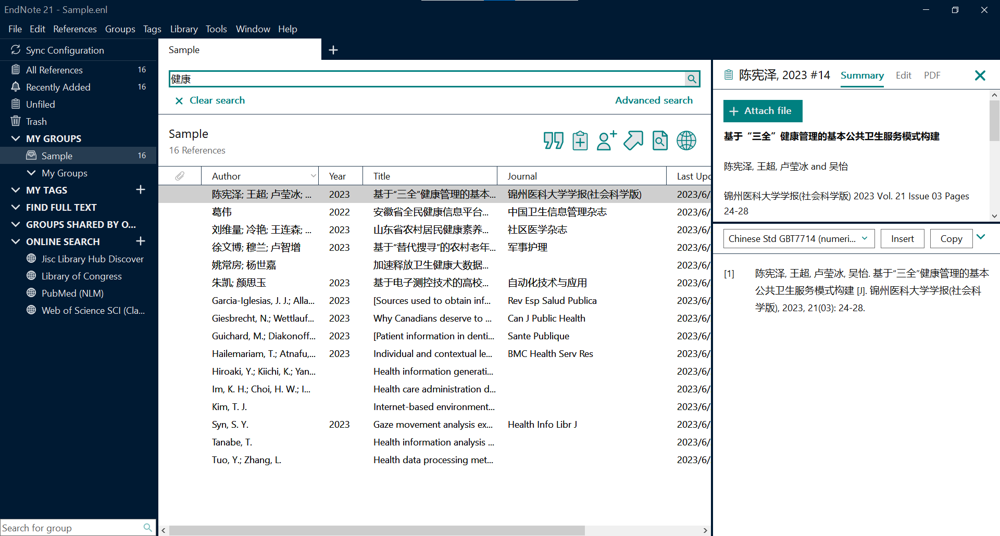 EndNote 21 - Sample.enl
File Edit References Groups Tags Library Tools Window Help
Sync Configuration
All References 16
Recently Added 16
Unfiled
Trash
MY GROUPS
Sample 16
My Groups
MY TAGS
FIND FULL TEXT
GROUPS SHARED BY O...
ONLINE SEARCH
Jisc Library Hub Discover
Library of Congress
PubMed (NLM)
Web of Science SCI (Cla...
Search for group
Sample
健康
Clear search Advanced search
Sample
16 References
Author Year Title Journal Last Upd
陈宪泽; 王超; 卢莹冰; ... 2023 基于“三全”健康管理的基本... 锦州医科大学学报(社会科学版) 2023/6/
葛伟 2022 安徽省全民健康信息平台... 中国卫生信息管理杂志 2023/6/
刘维量; 冷艳; 王连森; ... 2023 山东省农村居民健康素养... 社区医学杂志 2023/6/
徐文博; 穆兰; 卢智增 2023 基于“替代搜寻”的农村老年... 军事护理 2023/6/
姚常房; 杨世嘉 加速释放卫生健康大数据... 2023/6/
朱凯; 颜思玉 2023 基于电子测控技术的高校... 自动化技术与应用 2023/6/
Garcia-Iglesias, J. J.; Alla... 2023 [Sources used to obtain inf... Rev Esp Salud Publica 2023/6/
Giesbrecht, N.; Wettlauf... 2023 Why Canadians deserve to ... Can J Public Health 2023/6/
Guichard, M.; Diakonoff... 2023 [Patient information in denti... Sante Publique 2023/6/
Hailemariam, T.; Atnafu,... 2023 Individual and contextual le... BMC Health Serv Res 2023/6/
Hiroaki, Y.; Kiichi, K.; Yan... Health information generati... 2023/6/
Im, K. H.; Choi, H. W.; I... Health care administration d... 2023/6/
Kim, T. J. Internet-based environment... 2023/6/
Syn, S. Y. 2023 Gaze movement analysis ex... Health Info Libr J 2023/6/
Tanabe, T. Health information analysis ... 2023/6/
Tuo, Y.; Zhang, L. Health data processing met... 2023/6/
陈宪泽, 2023 #14 Summary Edit PDF
Attach file
基于“三全”健康管理的基本公共卫生服务模式构建
陈宪泽, 王超, 卢莹冰 and 吴怡
锦州医科大学学报(社会科学版) 2023 Vol. 21 Issue 03 Pages
24-28
Chinese Std GBT7714 (numeri... Insert Copy
[1] 陈宪泽, 王超, 卢莹冰, 吴怡. 基于“三全”健康管理的基本
公共卫生服务模式构建 [J]. 锦州医科大学学报(社会科
学版), 2023, 21(03): 24-28.